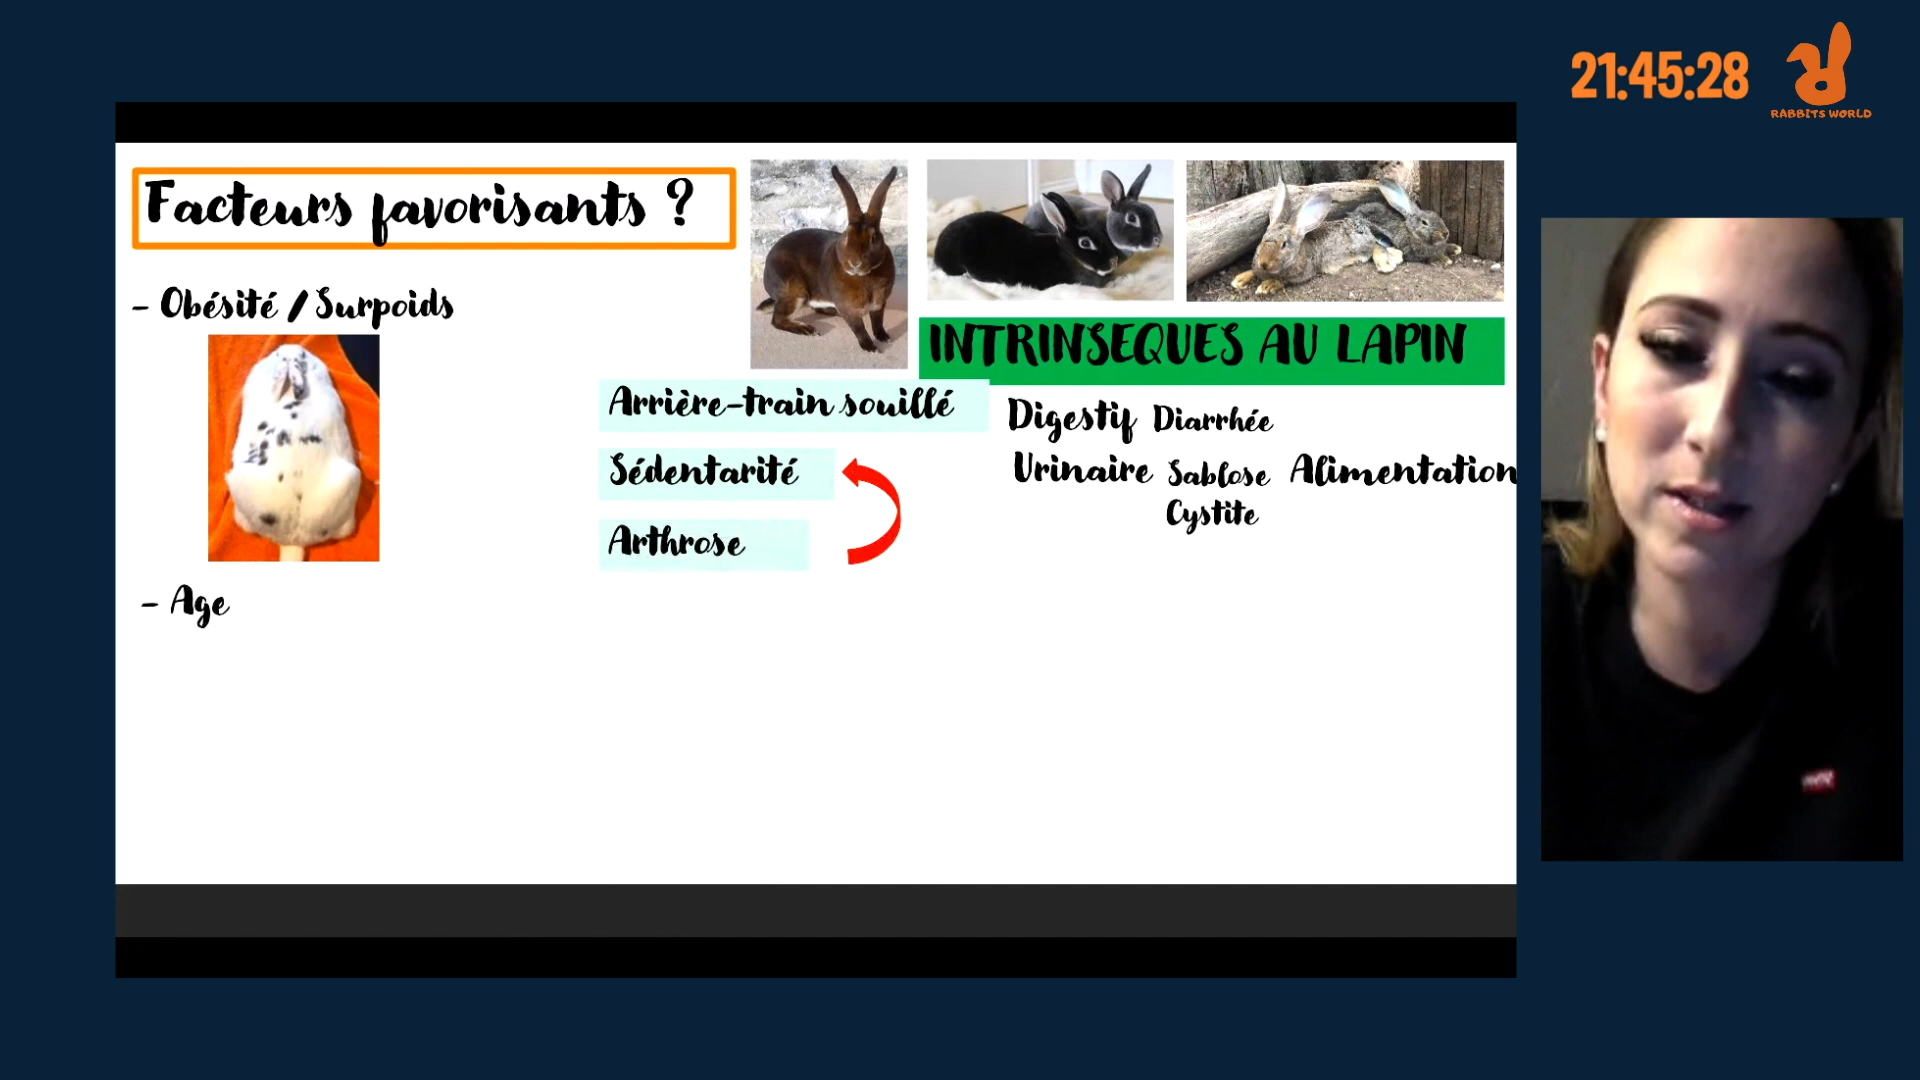 21:45:28
RABBITS WORLD
Facteurs favorisants ?
- Obésité / Surpoids
INTRINSEQUES AU LAPIN
Arrière-train souillé
Digestif Diarrhée
Sédentarité
Urinaire Sablose Alimentation
Cystite
Arthrose
- Age